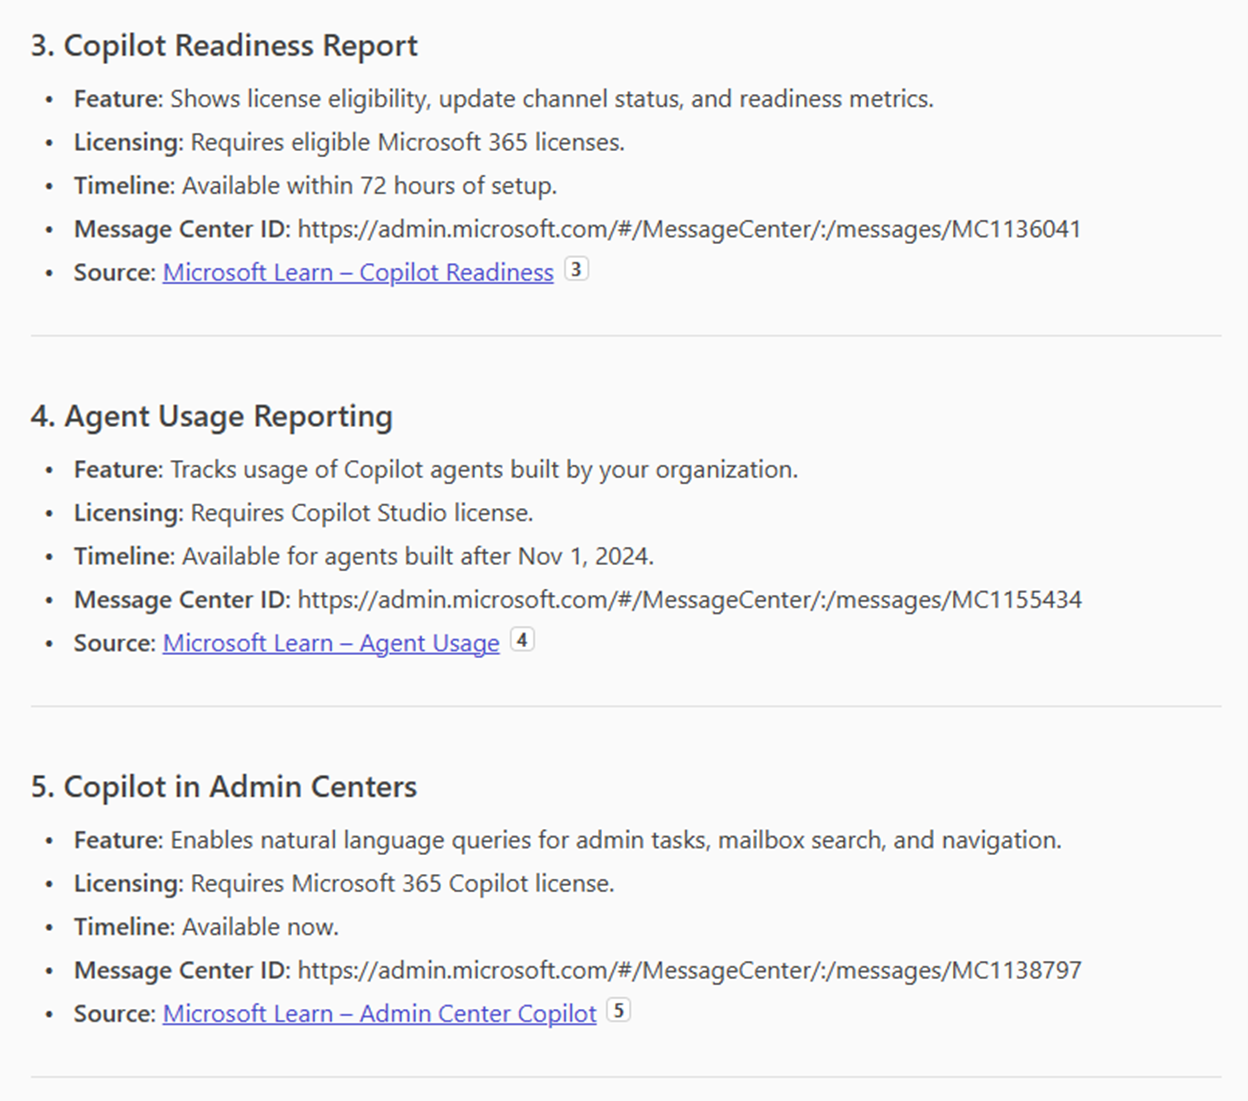 3. Copilot Readiness Report
• Feature: Shows license eligibility, update channel status, and readiness metrics.
• Licensing: Requires eligible Microsoft 365 licenses.
• Timeline: Available within 72 hours of setup.
• Message Center ID: https://admin.microsoft.com/#/MessageCenter/:/messages/MC1136041
• Source: Microsoft Learn – Copilot Readiness 3
4. Agent Usage Reporting
• Feature: Tracks usage of Copilot agents built by your organization.
• Licensing: Requires Copilot Studio license.
• Timeline: Available for agents built after Nov 1, 2024.
• Message Center ID: https://admin.microsoft.com/#/MessageCenter/:/messages/MC1155434
• Source: Microsoft Learn – Agent Usage 4
5. Copilot in Admin Centers
• Feature: Enables natural language queries for admin tasks, mailbox search, and navigation.
• Licensing: Requires Microsoft 365 Copilot license.
• Timeline: Available now.
• Message Center ID: https://admin.microsoft.com/#/MessageCenter/:/messages/MC1138797
• Source: Microsoft Learn – Admin Center Copilot 5